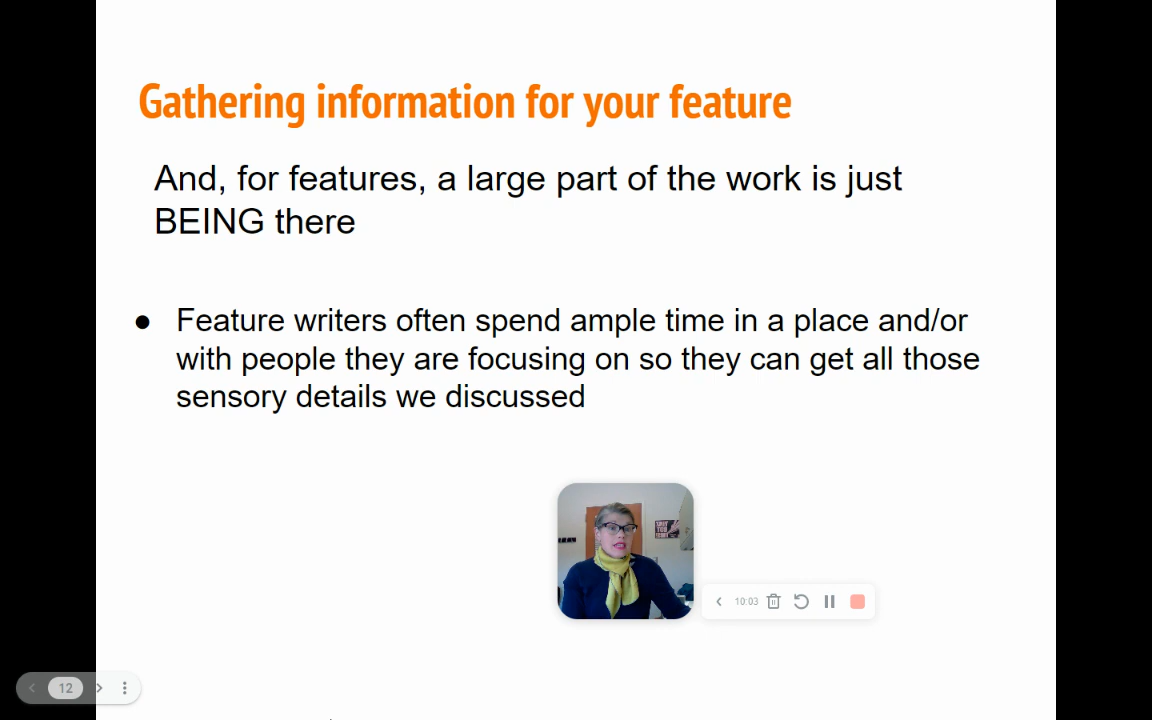 Gathering information for your feature
And, for features, a large part of the work is just
BEING there
● Feature writers often spend ample time in a place and/or
with people they are focusing on so they can get all those
sensory details we discussed
10:03
12